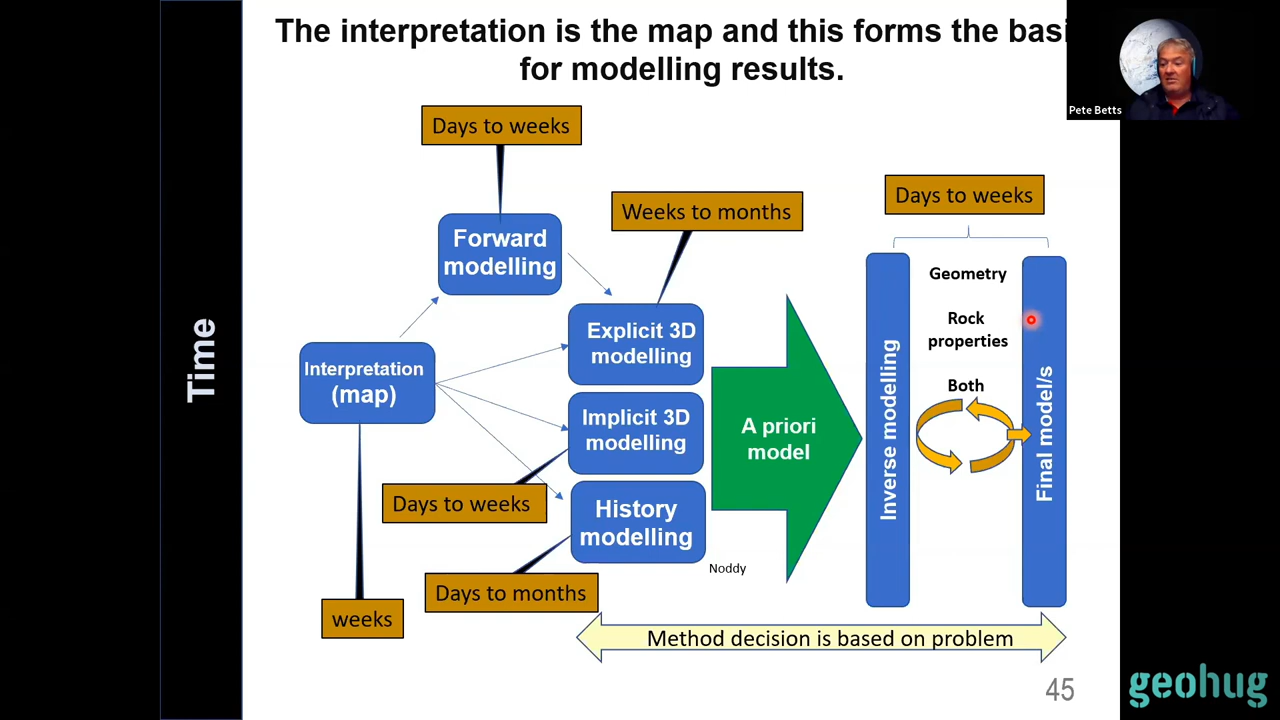 The interpretation is the map and this forms the basi
for modelling results.
Pete Betts
Days to weeks
Weeks to months
Days to weeks
Forward
modelling
Geometry
Rock
properties
Both
Explicit 3D
modelling
Interpretation
(map)
Time
Implicit 3D
modelling
A priori
model
Inverse modelling
Final model/s
Days to weeks
History
modelling
Noddy
Days to months
weeks
Method decision is based on problem
45
geohug